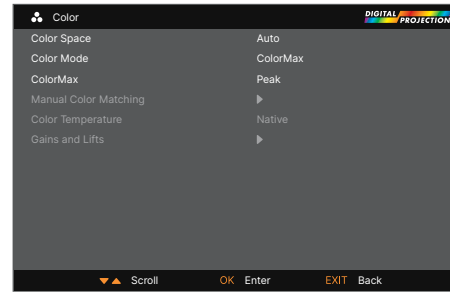 Color
DIGITAL PROJECTION
Color Space Auto
Color Mode ColorMax
ColorMax Peak
Manual Color Matching
Color Temperature Native
Gains and Lifts
Scroll OK Enter EXIT Back